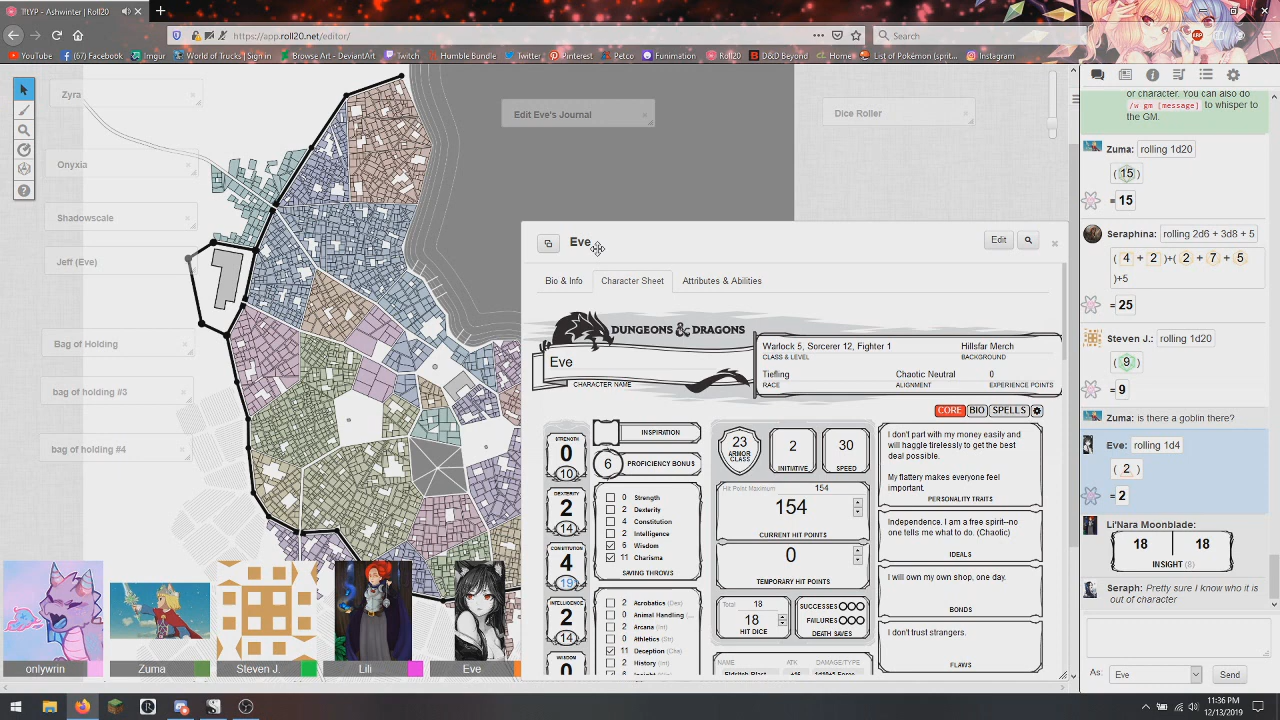 TftYP - Ashwinter | Roll20
https://app.roll20.net/editor/
Search
YouTube
(67) Facebook
Imgur
World of Trucks | Sign in
Browse Art - DeviantArt
Twitch
Humble Bundle
Twitter
Pinterest
Petco
Funimation
Roll20
D&D Beyond
Home
List of Pokémon (sprit...
Instagram
Zyra
Onyxia
Shadowscale
Jeff (Eve)
Bag of Holding
bag of holding #3
bag of holding #4
Edit Eve's Journal
Dice Roller
Eve
Edit
Bio & Info
Character Sheet
Attributes & Abilities
DUNGEONS & DRAGONS
Eve
CHARACTER NAME
Warlock 5, Sorcerer 12, Fighter 1
Hillsfar Merch
CLASS & LEVEL
BACKGROUND
Tiefling
Chaotic Neutral
0
RACE
ALIGNMENT
EXPERIENCE POINTS
CORE
BIO
SPELLS
STRENGTH
0
10
DEXTERITY
2
14
CONSTITUTION
4
19
INTELLIGENCE
2
14
WISDOM
0
INSPIRATION
6
PROFICIENCY BONUS
0 Strength
2 Dexterity
4 Constitution
2 Intelligence
5 Wisdom
11 Charisma
SAVING THROWS
2 Acrobatics (Dex)
0 Animal Handling (...
2 Arcana (Int)
0 Athletics (Str)
11 Deception (Cha)
2 History (Int)
23
ARMOR
CLASS
2
INITIATIVE
30
SPEED
Hit Point Maximum 154
154
CURRENT HIT POINTS
0
TEMPORARY HIT POINTS
Total 18
18
HIT DICE
SUCCESSES
FAILURES
DEATH SAVES
NAME
ATK
DAMAGE/TYPE
I don't part with my money easily and
will haggle tirelessly to get the best
deal possible.
My flattery makes everyone feel
important.
PERSONALITY TRAITS
Independence. I am a free spirit--no
one tells me what to do. (Chaotic)
IDEALS
I will own my own shop, one day.
BONDS
I don't trust strangers.
FLAWS
or character. You can also do
/w gm [message] to whisper to
the GM.
Zuma: rolling 1d20
(15)
=15
Seraphina: rolling 2d6 + 3d8 + 5
(4 + 2)+(2 + 7 + 5
)+5
=25
Steven J.: rolling 1d20
(9)
=9
Zuma: is there a goblin there?
Eve: rolling 1d4
(2)
=2
Li'Nara Moonblade:
18 | 18
INSIGHT (8)
Seraph: Pretty sure I know who it is
out of character
As: Eve
Send
onlywrin
Zuma
Steven J.
Lili
Eve
11:36 PM
12/13/2019